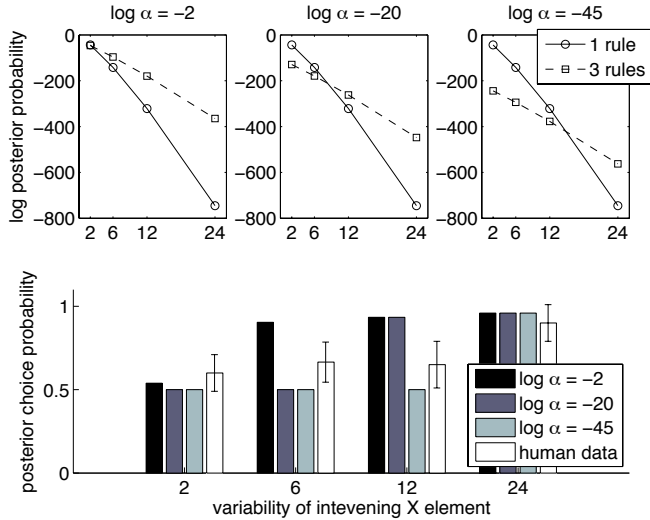 log α = −2
log α = −20
log α = −45
log posterior probability
0
−200
−400
−600
−800
2 6 12 24
0
−200
−400
−600
−800
2 6 12 24
0
−200
−400
−600
−800
2 6 12 24
1 rule
3 rules
posterior choice probability
1
0.5
0
2 6 12 24
variability of intevening X element
log α = −2
log α = −20
log α = −45
human data